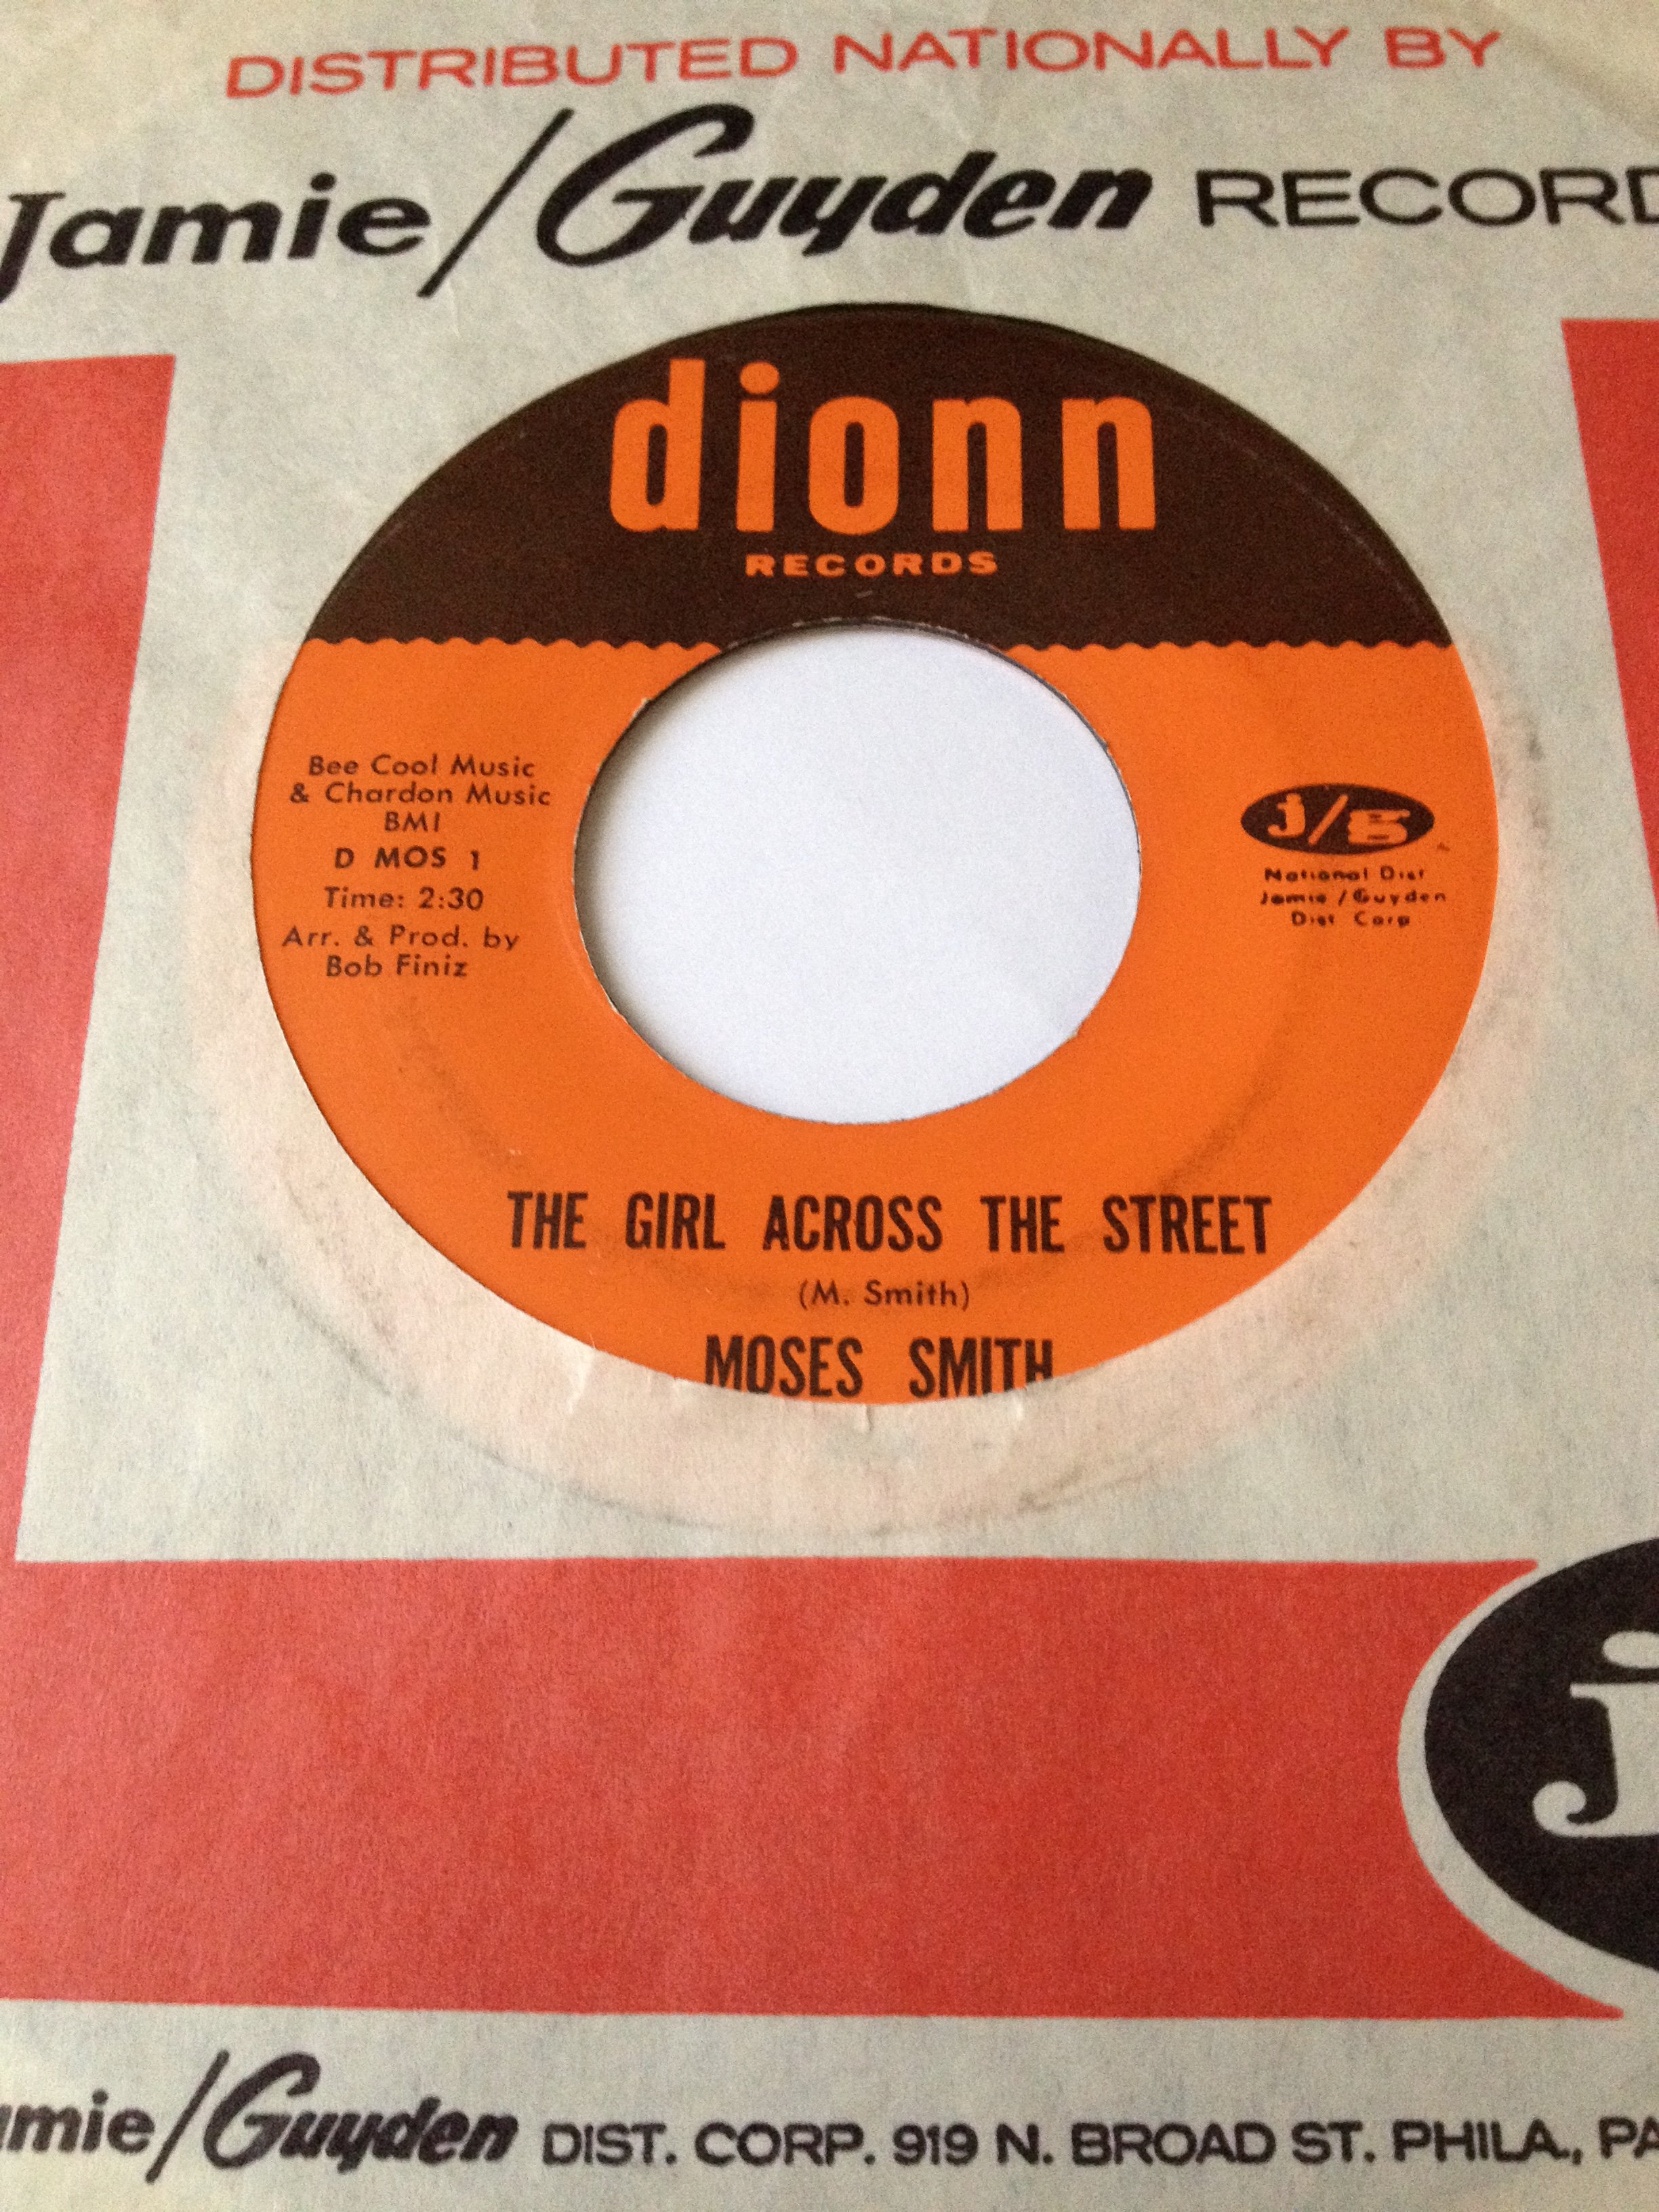 DISTRIBUTED NATIONALLY BY
Jamie/Guyden RECORD
dionn
RECORDS
Bee Cool Music
& Chardon Music
BMI
D MOS 1
Time: 2:30
Arr. & Prod. by
Bob Finiz
j/g
National Dist
Jamie/Guyden
Dist Corp
THE GIRL ACROSS THE STREET
(M. Smith)
MOSES SMITH
j
amie/Guyden DIST. CORP. 919 N. BROAD ST. PHILA., PA